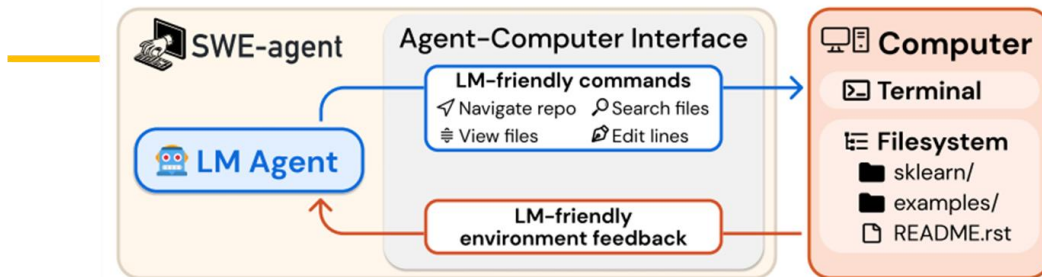 SWE-agent
Agent-Computer Interface
LM-friendly commands
Navigate repo Search files
View files Edit lines
LM Agent
LM-friendly
environment feedback
Computer
Terminal
Filesystem
sklearn/
examples/
README.rst